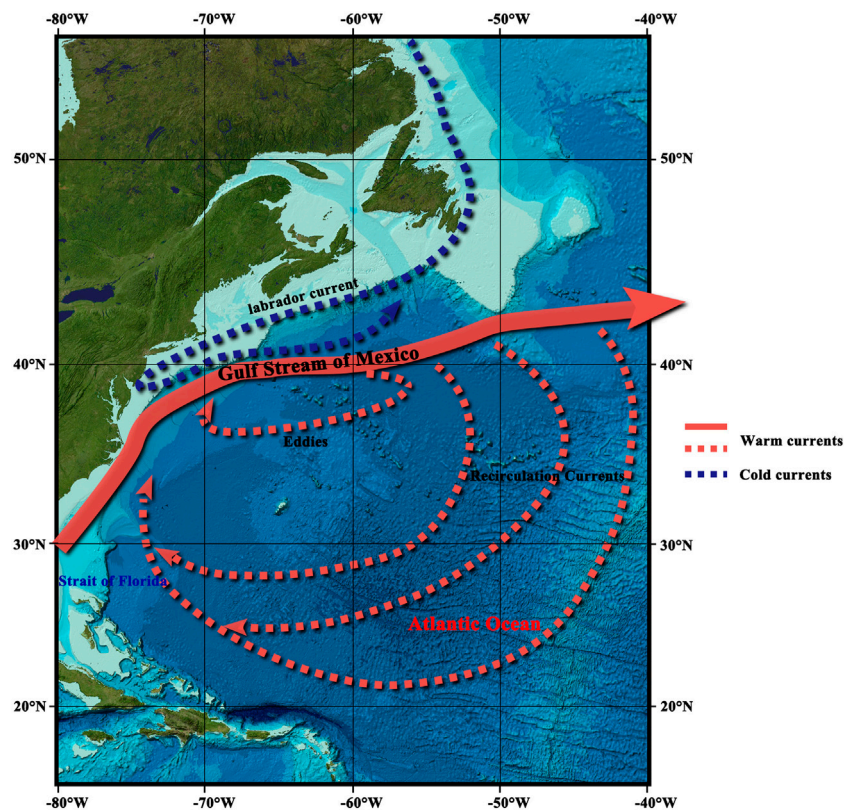 -80°W -70°W -60°W -50°W -40°W
50°N 50°N
labrador current
40°N 40°N
Gulf Stream of Mexico
Eddies
Warm currents
Recirculation Currents
Cold currents
30°N 30°N
Strait of Florida
Atlantic Ocean
20°N 20°N
-80°W -70°W -60°W -50°W -40°W